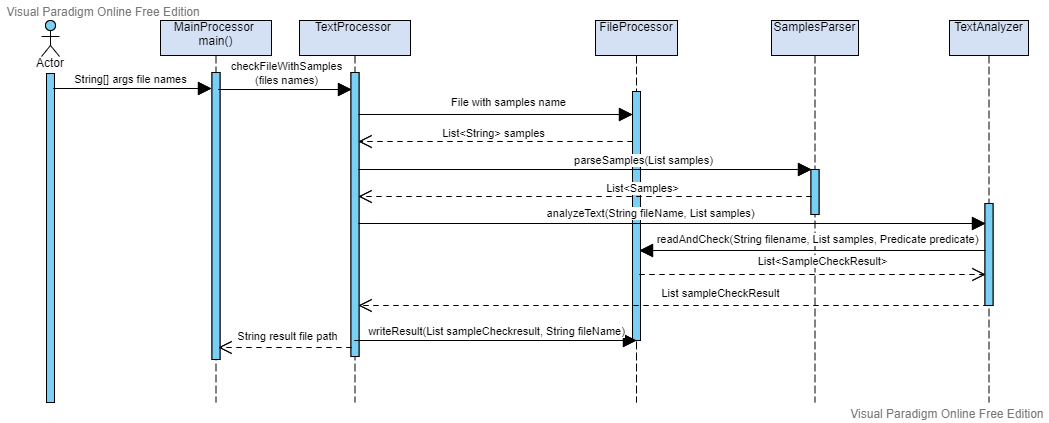 Visual Paradigm Online Free Edition
Actor
MainProcessor
main()
TextProcessor
FileProcessor
SamplesParser
TextAnalyzer
String[] args file names
checkFileWithSamples
(files names)
File with samples name
List<String> samples
parseSamples(List samples)
List<Samples>
analyzeText(String fileName, List samples)
readAndCheck(String filename, List samples, Predicate predicate)
List<SampleCheckResult>
List sampleCheckResult
writeResult(List sampleCheckresult, String fileName)
String result file path
Visual Paradigm Online Free Edition